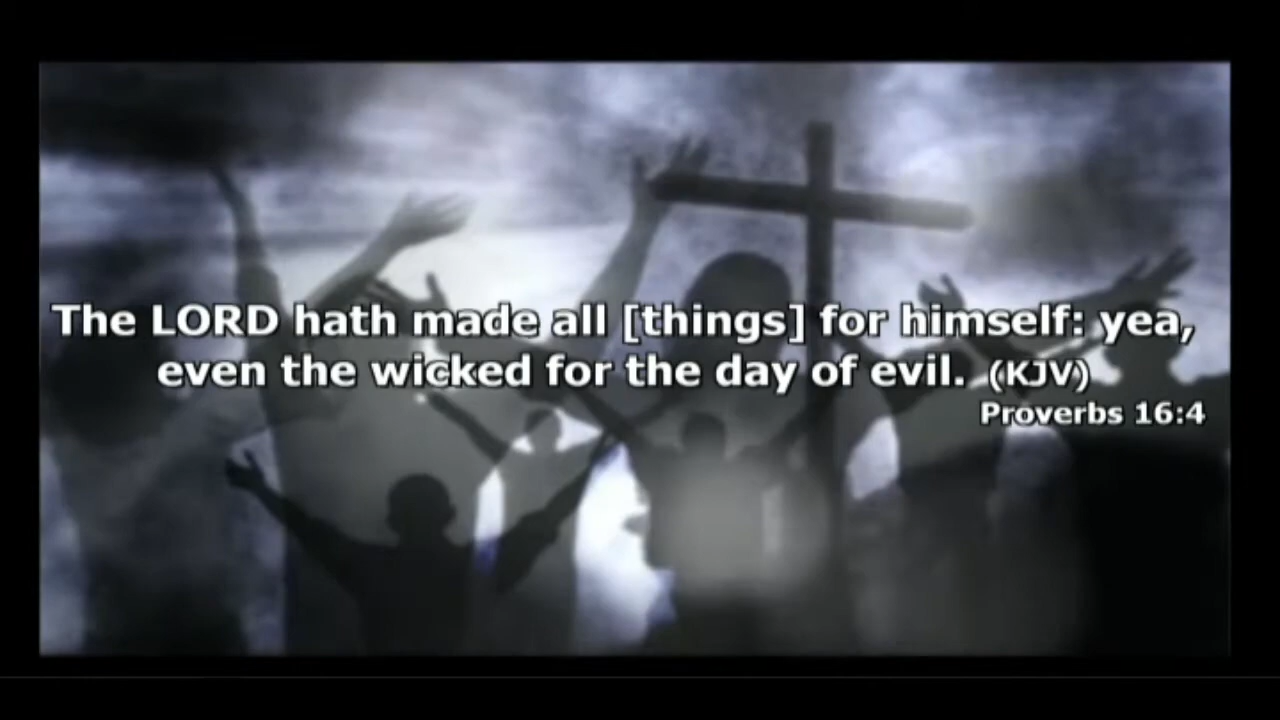 The LORD hath made all [things] for himself: yea,
even the wicked for the day of evil. (KJV)
Proverbs 16:4